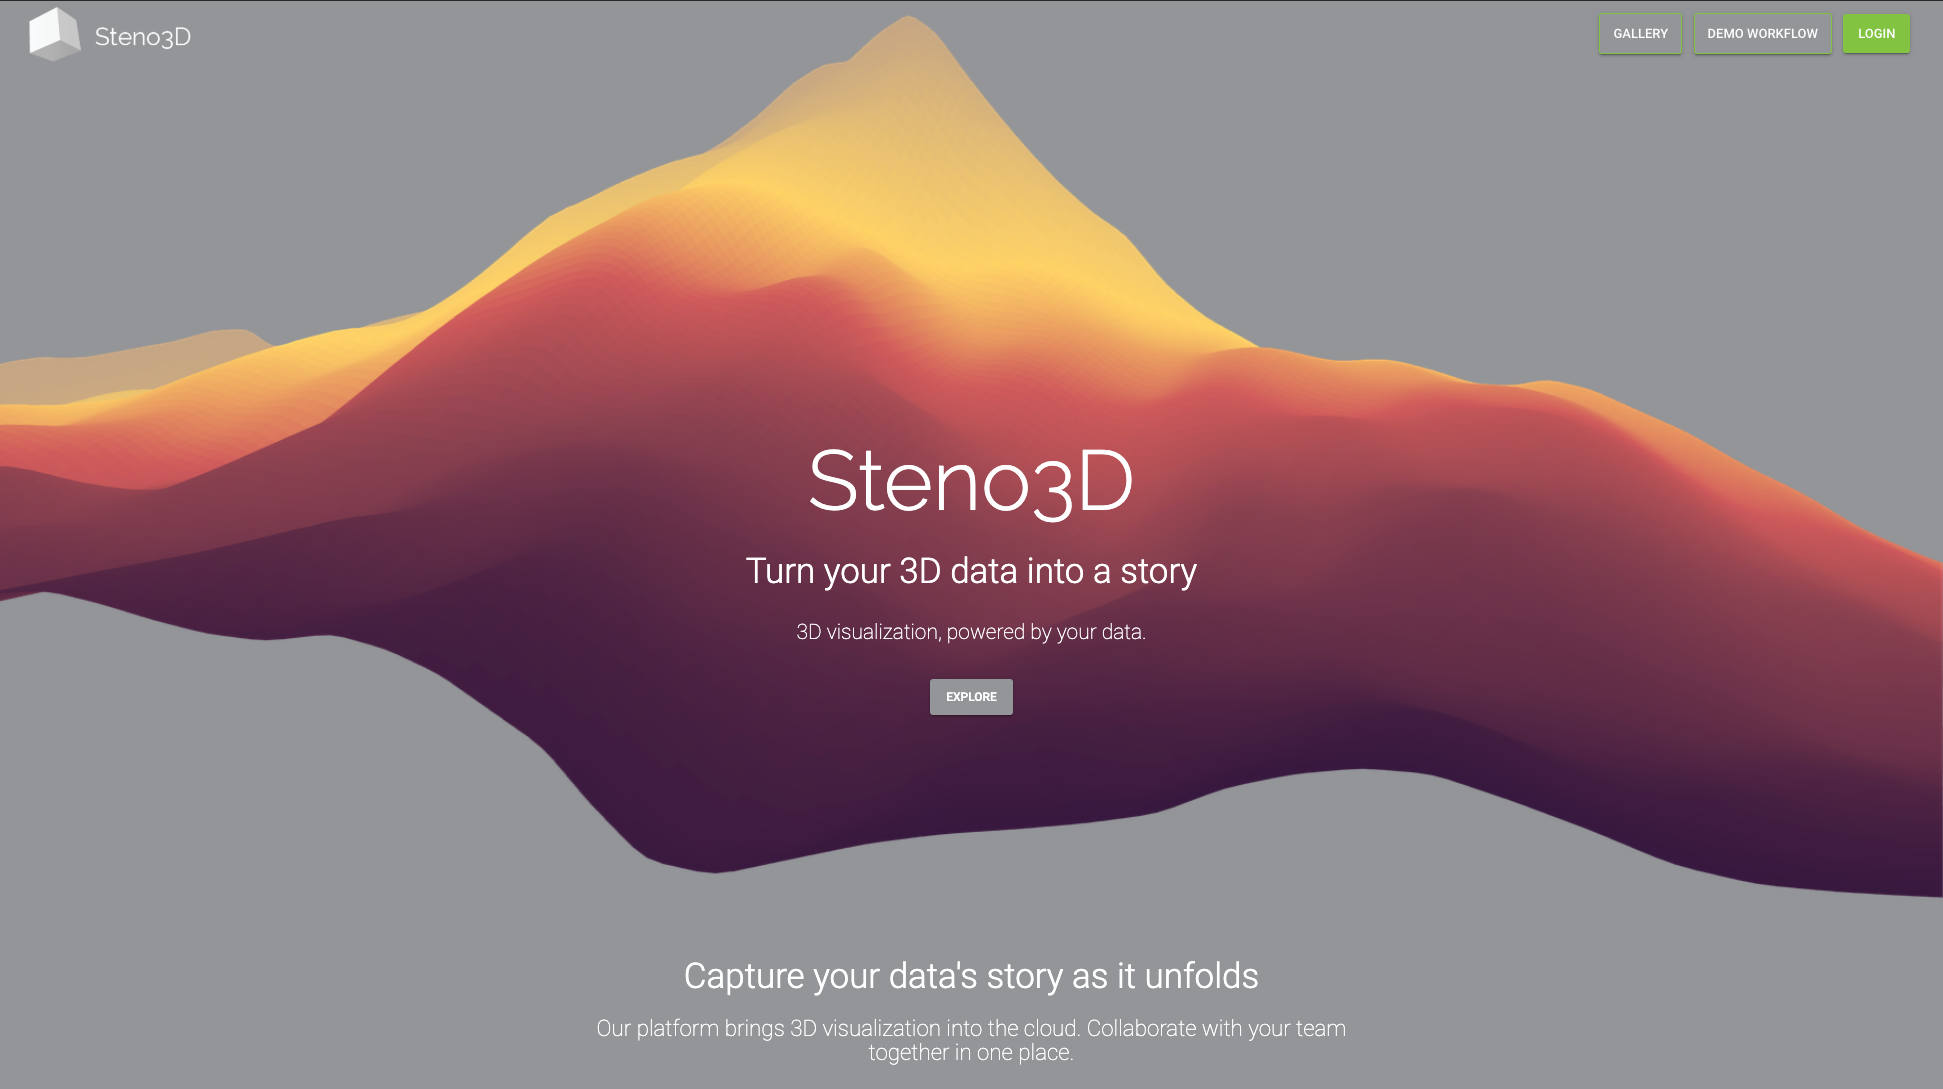 Steno3D
GALLERY
DEMO WORKFLOW
LOGIN
Steno3D
Turn your 3D data into a story
3D visualization, powered by your data.
EXPLORE
Capture your data's story as it unfolds
Our platform brings 3D visualization into the cloud. Collaborate with your team
together in one place.